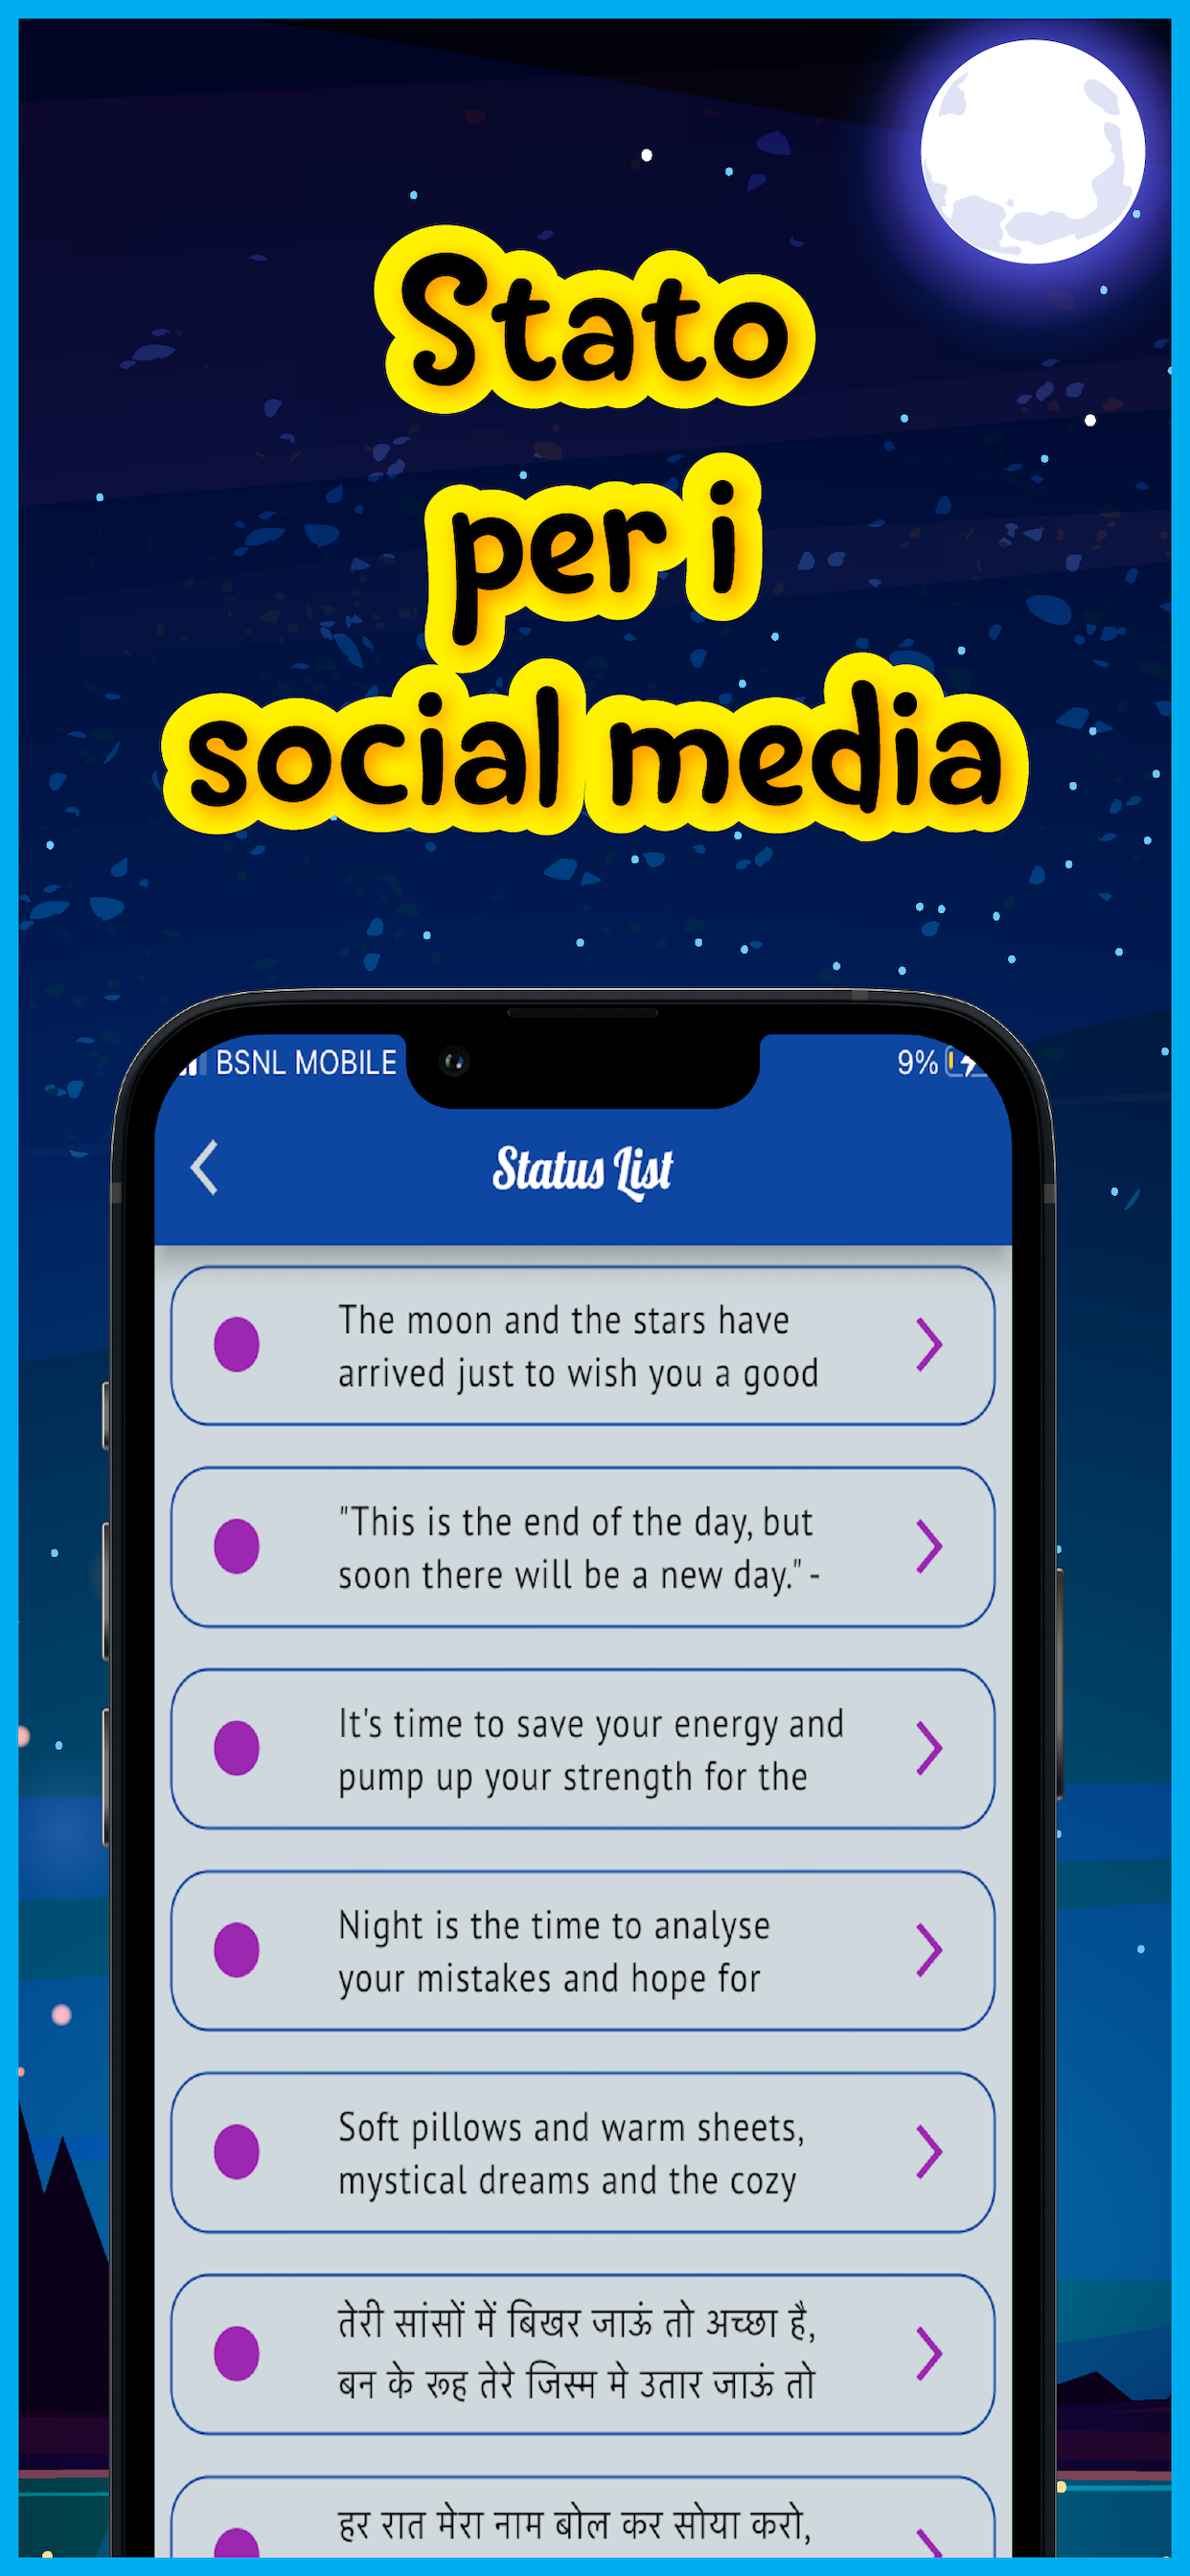 Stato
per i
social media
BSNL MOBILE
9%
Status List
The moon and the stars have
arrived just to wish you a good
"This is the end of the day, but
soon there will be a new day." -
It's time to save your energy and
pump up your strength for the
Night is the time to analyse
your mistakes and hope for
Soft pillows and warm sheets,
mystical dreams and the cozy
तेरी सांसों में बिखर जाऊं तो अच्छा है,
बन के रूह तेरे जिस्म मे उतार जाऊं तो
हर रात मेरा नाम बोल कर सोया करो,